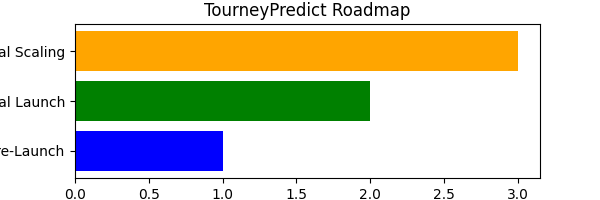 TourneyPredict Roadmap
al Scaling
al Launch
re-Launch
0.0 0.5 1.0 1.5 2.0 2.5 3.0